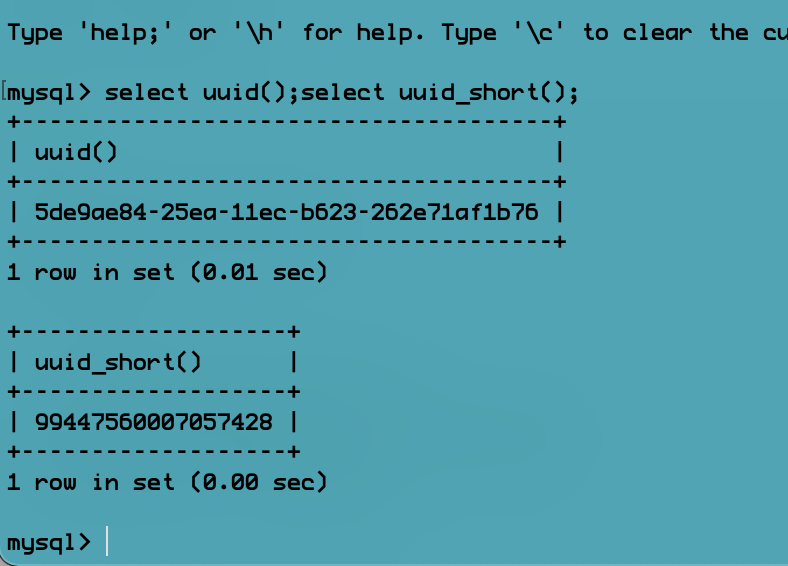 Type 'help;' or '\h' for help. Type '\c' to clear the cu
mysql> select uuid();select uuid_short();
+--------------------------------------+
| uuid()                               |
+--------------------------------------+
| 5de9ae84-25ea-11ec-b623-262e71af1b76 |
+--------------------------------------+
1 row in set (0.01 sec)

+-------------------+
| uuid_short()      |
+-------------------+
| 99447560007057428 |
+-------------------+
1 row in set (0.00 sec)

mysql>